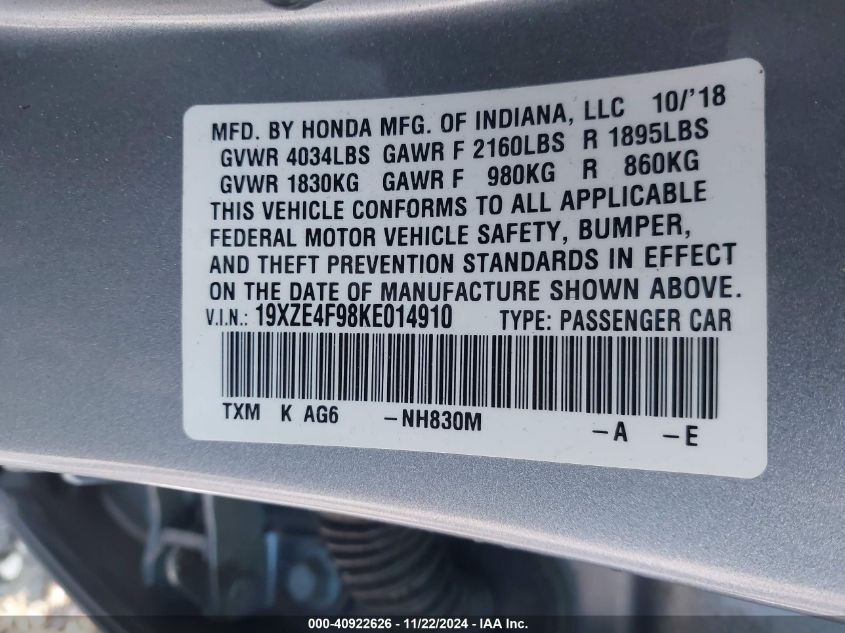 MFD. BY HONDA MFG. OF INDIANA, LLC 10/'18
GVWR 4034LBS GAWR F 2160LBS R 1895LBS
GVWR 1830KG GAWR F 980KG R 860KG
THIS VEHICLE CONFORMS TO ALL APPLICABLE
FEDERAL MOTOR VEHICLE SAFETY, BUMPER,
AND THEFT PREVENTION STANDARDS IN EFFECT
ON THE DATE OF MANUFACTURE SHOWN ABOVE.
V.I.N.: 19XZE4F98KE014910 TYPE: PASSENGER CAR
TXM K AG6 -NH830M -A -E
000-40922626 - 11/22/2024 - IAA Inc.